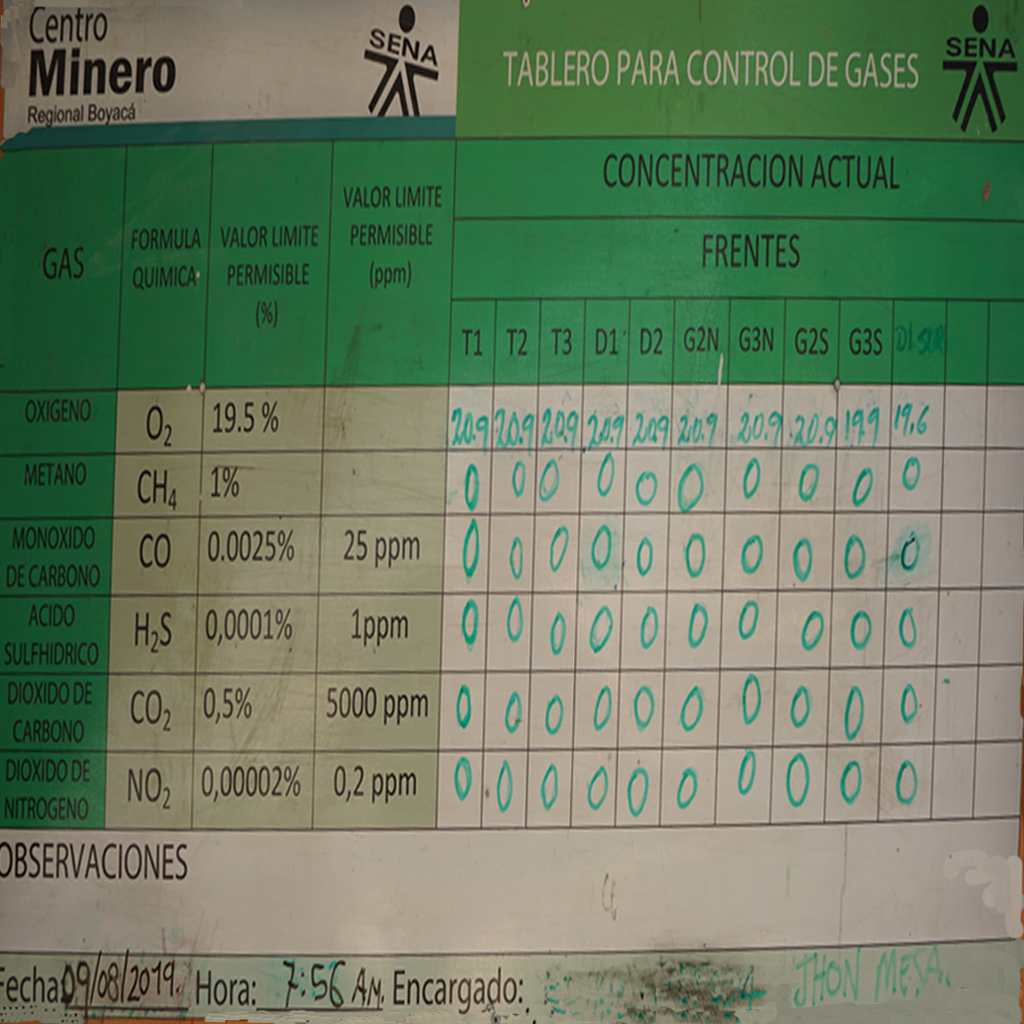 Centro
Minero
Regional Boyacá
SENA
TABLERO PARA CONTROL DE GASES
SENA
GAS
FORMULA
QUIMICA
VALOR LIMITE
PERMISIBLE
(%)
VALOR LIMITE
PERMISIBLE
(ppm)
CONCENTRACION ACTUAL
FRENTES
T1 T2 T3 D1 D2 G2N G3N G2S G3S D1 SUR
OXIGENO O₂ 19.5 % 20.9 20.9 20.9 20.9 20.9 20.9 20.9 20.9 19.9 19.6
METANO CH₄ 1% 0 0 0 0 0 0 0 0 0 0
MONOXIDO
DE CARBONO CO 0.0025% 25 ppm 0 0 0 0 0 0 0 0 0 0
ACIDO
SULFHIDRICO H₂S 0,0001% 1ppm 0 0 0 0 0 0 0 0 0 0
DIOXIDO DE
CARBONO CO₂ 0,5% 5000 ppm 0 0 0 0 0 0 0 0 0 0
DIOXIDO DE
NITROGENO NO₂ 0,00002% 0,2 ppm 0 0 0 0 0 0 0 0 0 0
OBSERVACIONES
Fecha: 09/08/2019. Hora: 7:56 AM. Encargado: JHON MESA.